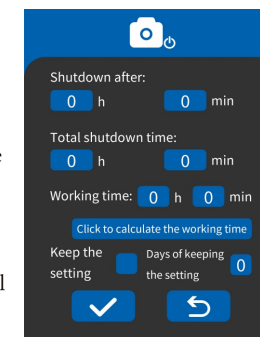 Shutdown after:
0 h 0 min
Total shutdown time:
0 h 0 min
Working time: 0 h 0 min
Click to calculate the working time
Keep the setting
Days of keeping the setting 0